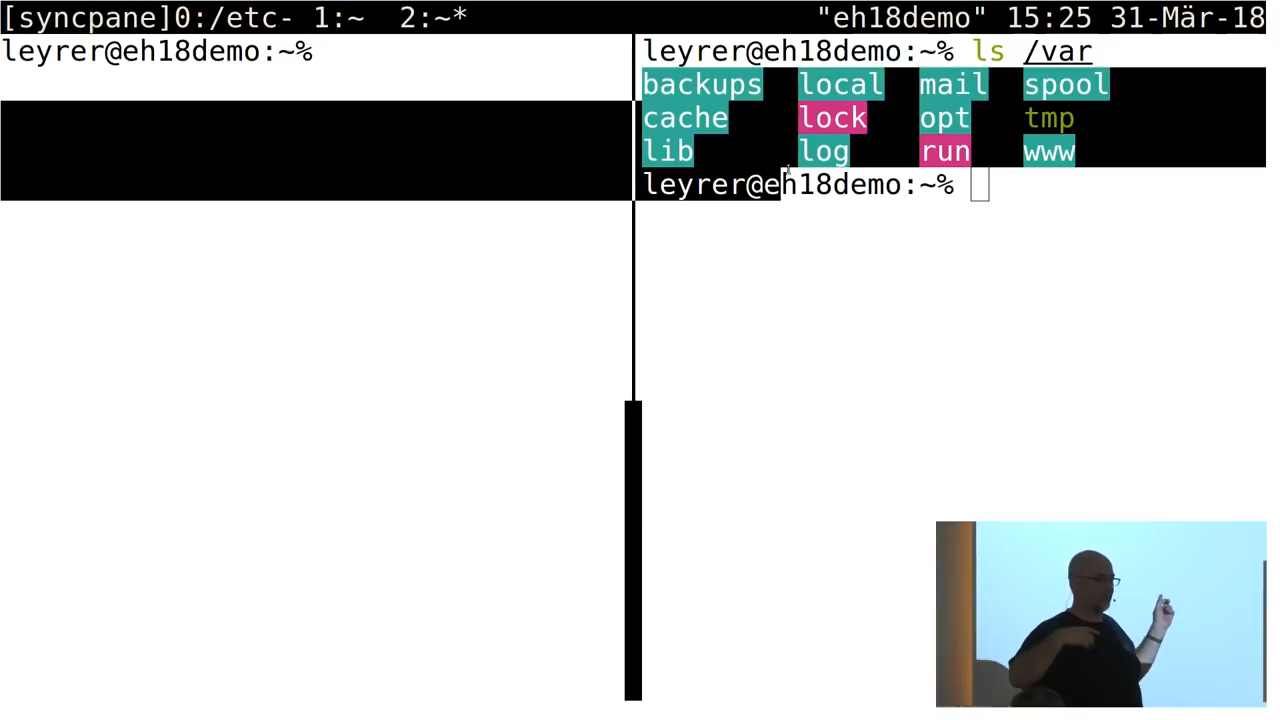 [syncpane]0:/etc- 1:~  2:~* "eh18demo" 15:25 31-Mär-18
leyrer@eh18demo:~%
leyrer@eh18demo:~% ls /var
backups local mail spool
cache lock opt tmp
lib log run www
leyrer@eh18demo:~%